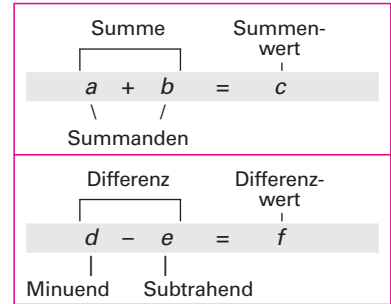 Summe Summen-
wert
a + b = c
Summanden
Differenz Differenz-
wert
d – e = f
Minuend Subtrahend